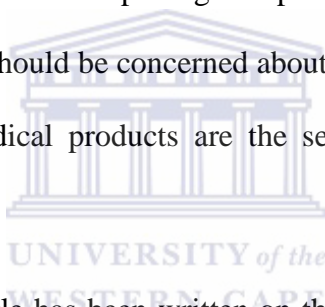 hould be concerned about
dical products are the se
UNIVERSITY of the
le has been written on th
WESTERN CAPE